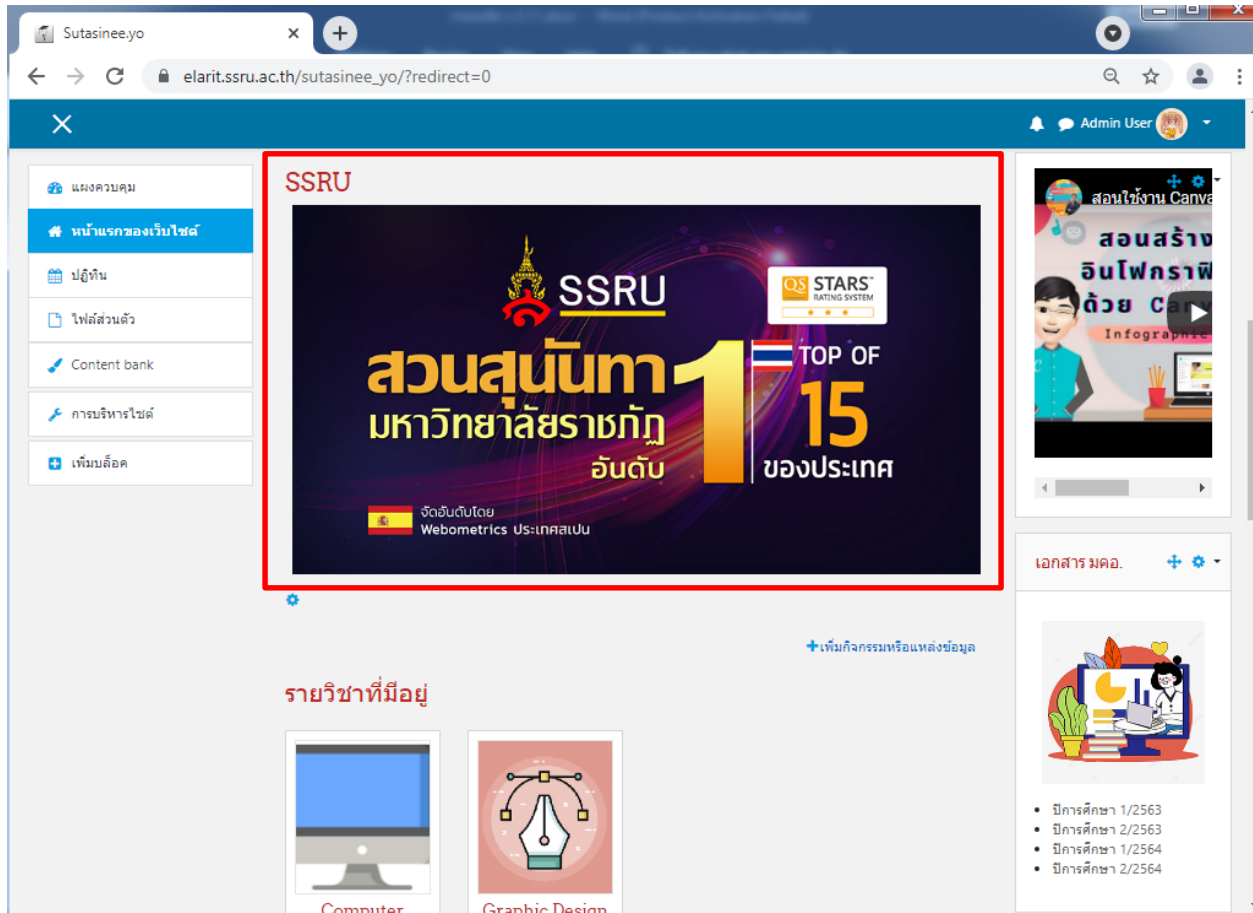 Sutasinee.yo
elarit.ssru.ac.th/sutasinee_yo/?redirect=0
Admin User
แผงควบคุม
หน้าแรกของเว็บไซต์
ปฏิทิน
ไฟล์ส่วนตัว
Content bank
การบริหารไซต์
เพิ่มบล็อค
SSRU
SSRU
QS STARS™
RATING SYSTEM
สวนสุนันทา
มหาวิทยาลัยราชภัฏ
อันดับ
1
TOP OF
15
ของประเทศ
จัดอันดับโดย
Webometrics ประเทศสเปน
เพิ่มกิจกรรมหรือแหล่งข้อมูล
รายวิชาที่มีอยู่
Computer
Graphic Design
สอนใช้งาน Canva
สอนสร้าง
อินโฟกราฟิ
ด้วย Canv
Infographic
เอกสาร มคอ.
ปีการศึกษา 1/2563
ปีการศึกษา 2/2563
ปีการศึกษา 1/2564
ปีการศึกษา 2/2564